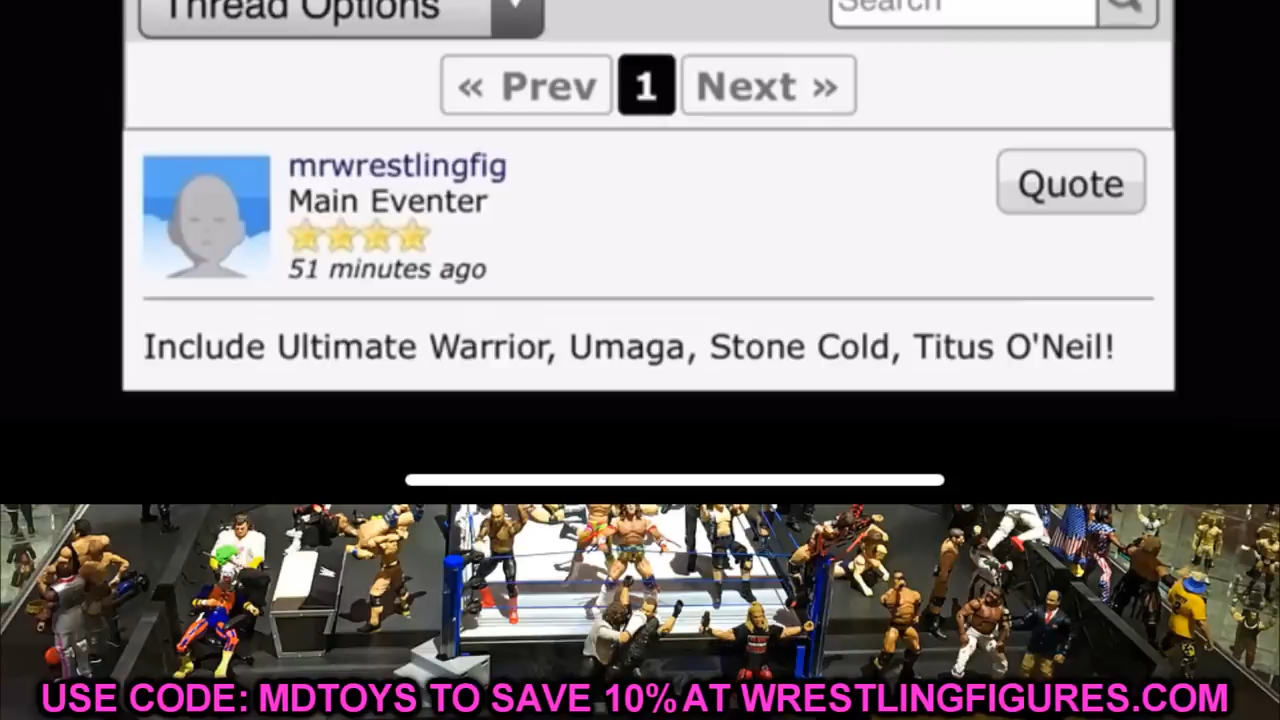 Thread Options
Search
« Prev 1 Next »
mrwrestlingfig
Main Eventer
51 minutes ago
Quote
Include Ultimate Warrior, Umaga, Stone Cold, Titus O'Neil!
USE CODE: MDTOYS TO SAVE 10% AT WRESTLINGFIGURES.COM